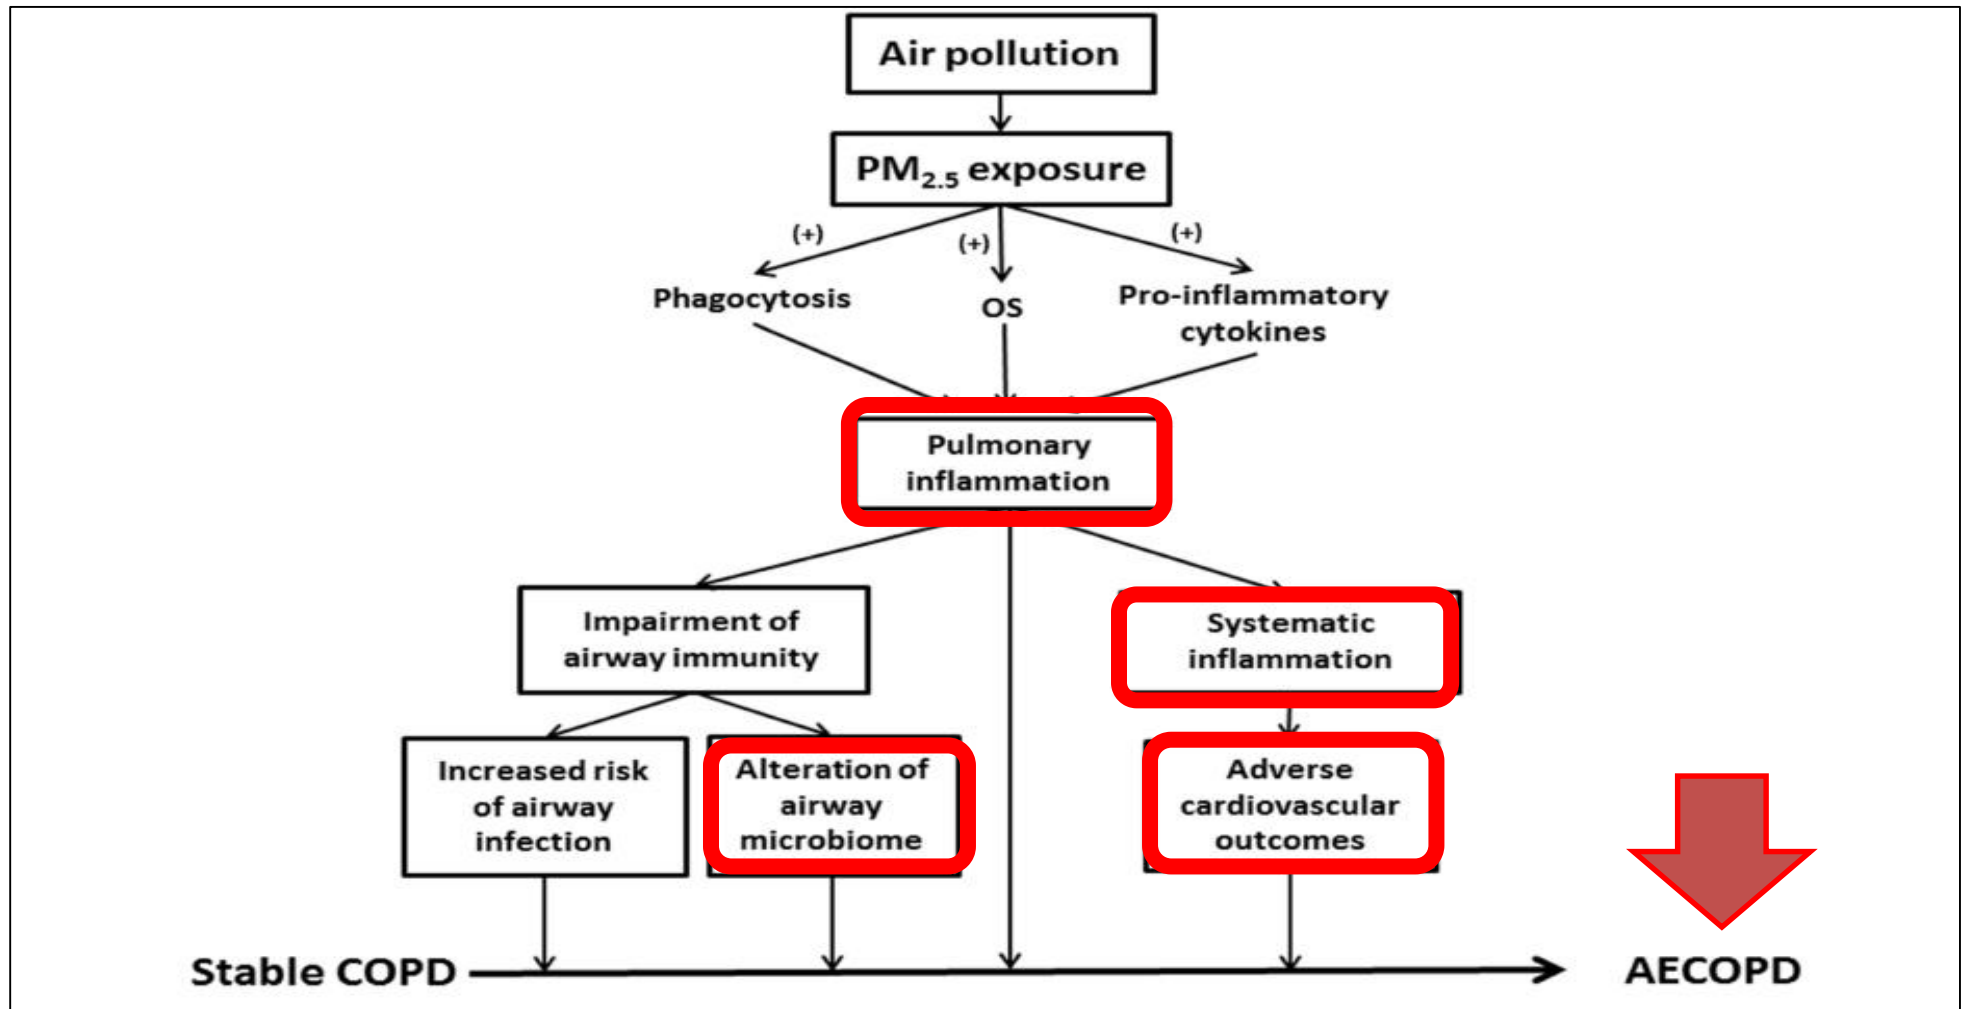 Air pollution
PM2.5 exposure
(+)
(+)
(+)
Phagocytosis
OS
Pro-inflammatory
cytokines
Pulmonary
inflammation
Impairment of
airway immunity
Systematic
inflammation
Increased risk
of airway
infection
Alteration of
airway
microbiome
Adverse
cardiovascular
outcomes
Stable COPD
AECOPD